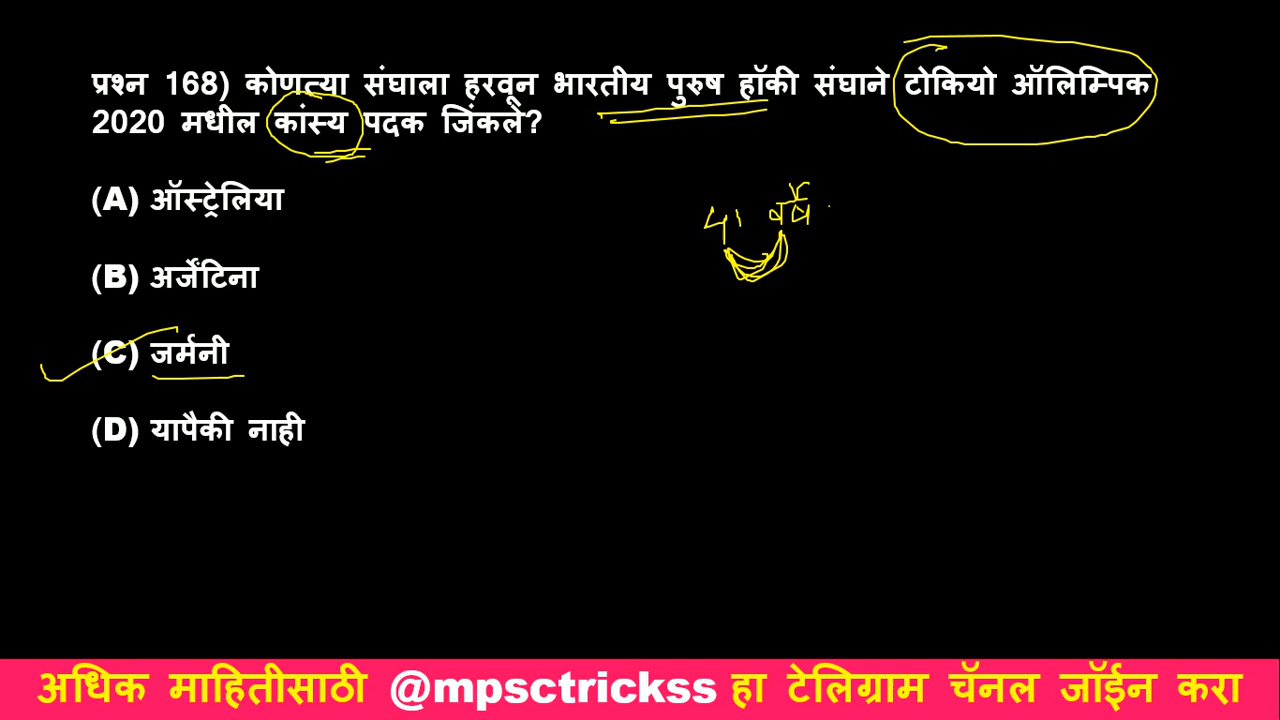 प्रश्न 168) कोणत्या संघाला हरवून भारतीय पुरुष हॉकी संघाने टोकियो ऑलिम्पिक
2020 मधील कांस्य पदक जिंकले?
(A) ऑस्ट्रेलिया
41 वर्ष
(B) अर्जेंटिना
(C) जर्मनी
(D) यापैकी नाही
अधिक माहितीसाठी @mpsctrickss हा टेलिग्राम चॅनल जॉईन करा